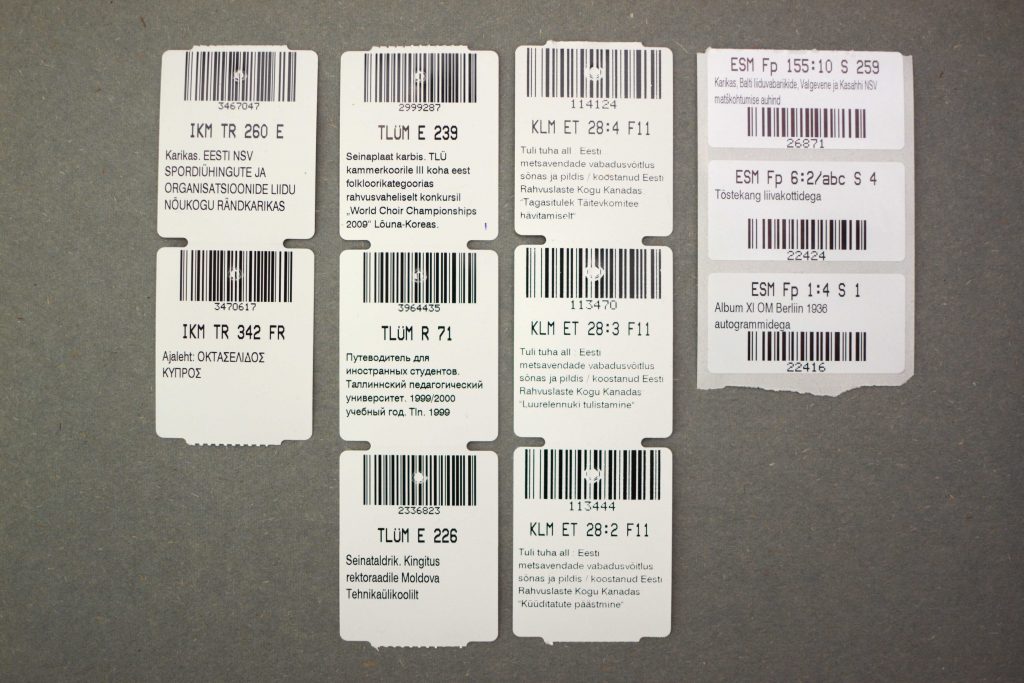 3467047
IKM TR 260 E
Karikas. EESTI NSV
SPORDIÜHINGUTE JA
ORGANISATSIOONIDE LIIDU
NÕUKOGU RÄNDKARIKAS
3470617
IKM TR 342 FR
Ajaleht: ΟΚΤΑΣΕΛΙΔΟΣ
ΚΥΠΡΟΣ
2999287
TLÜM E 239
Seinaplaat karbis. TLÜ
kammerkoorile III koha eest
folkloorikategoorias
rahvusvaheliselt konkursil
„World Choir Championships
2009" Lõuna-Koreas.
3964435
TLÜM R 71
Путеводитель для
иностранных студентов.
Таллиннский педагогический
университет. 1999/2000
учебный год. Tln. 1999
2336823
TLÜM E 226
Seinataldrik. Kingitus
rektoraadile Moldova
Tehnikaülikoolilt
114124
KLM ET 28:4 F11
Tuli tuha all : Eesti
metsavendade vabadusvõitlus
sõnas ja pildis / koostanud Eesti
Rahvuslaste Kogu Kanadas
"Tagasitulek Täitevkomitee
hävitamiselt"
113470
KLM ET 28:3 F11
Tuli tuha all : Eesti
metsavendade vabadusvõitlus
sõnas ja pildis / koostanud Eesti
Rahvuslaste Kogu Kanadas
"Luurelennuki tulistamine"
113444
KLM ET 28:2 F11
Tuli tuha all : Eesti
metsavendade vabadusvõitlus
sõnas ja pildis / koostanud Eesti
Rahvuslaste Kogu Kanadas
"Küüditatute päästmine"
ESM Fp 155:10 S 259
Karikas, Balti liiduvabariikide, Valgevene ja Kasahhi NSV
matškohtumise auhind
26871
ESM Fp 6:2/abc S 4
Tõstekang liivakottidega
22424
ESM Fp 1:4 S 1
Album XI OM Berliin 1936
autogrammidega
22416